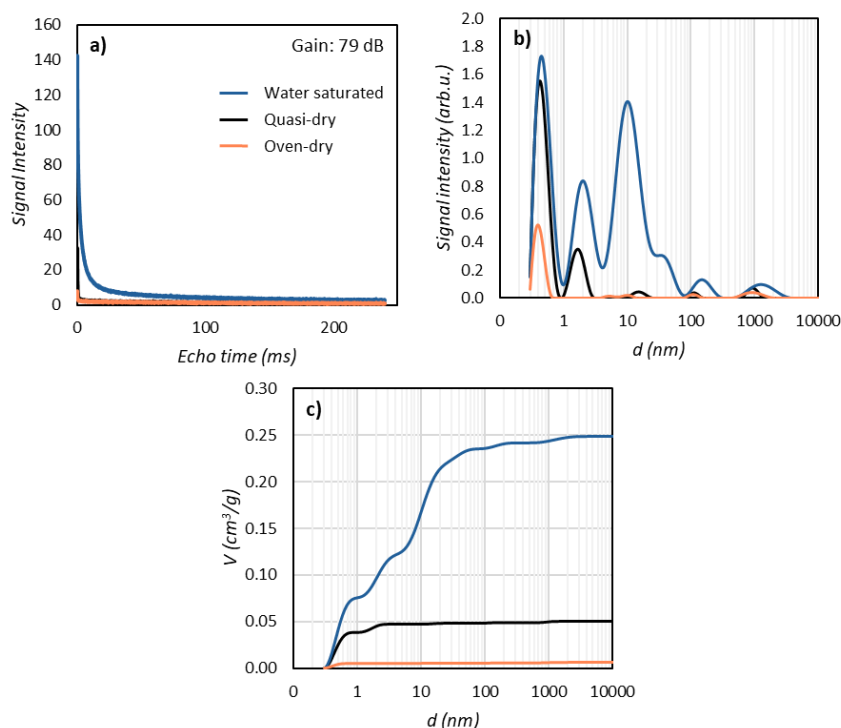 a)
Gain: 79 dB
Water saturated
Quasi-dry
Oven-dry
Signal Intensity
160
140
120
100
80
60
40
20
0
0 100 200
Echo time (ms)
b)
Signal intensity (arb.u.)
2.0
1.8
1.6
1.4
1.2
1.0
0.8
0.6
0.4
0.2
0.0
0 1 10 100 1000 10000
d (nm)
c)
V (cm³/g)
0.30
0.25
0.20
0.15
0.10
0.05
0.00
0 1 10 100 1000 10000
d (nm)